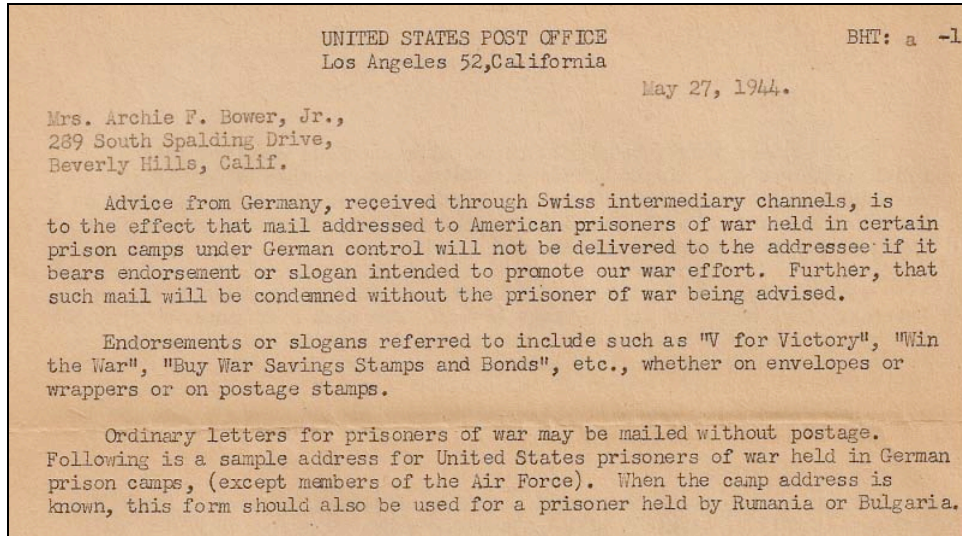 UNITED STATES POST OFFICE BHT: a -1
Los Angeles 52,California
May 27, 1944.
Mrs. Archie F. Bower, Jr.,
289 South Spalding Drive,
Beverly Hills, Calif.
Advice from Germany, received through Swiss intermediary channels, is
to the effect that mail addressed to American prisoners of war held in certain
prison camps under German control will not be delivered to the addressee if it
bears endorsement or slogan intended to promote our war effort. Further, that
such mail will be condemned without the prisoner of war being advised.
Endorsements or slogans referred to include such as "V for Victory", "Win
the War", "Buy War Savings Stamps and Bonds", etc., whether on envelopes or
wrappers or on postage stamps.
Ordinary letters for prisoners of war may be mailed without postage.
Following is a sample address for United States prisoners of war held in German
prison camps, (except members of the Air Force). When the camp address is
known, this form should also be used for a prisoner held by Rumania or Bulgaria.